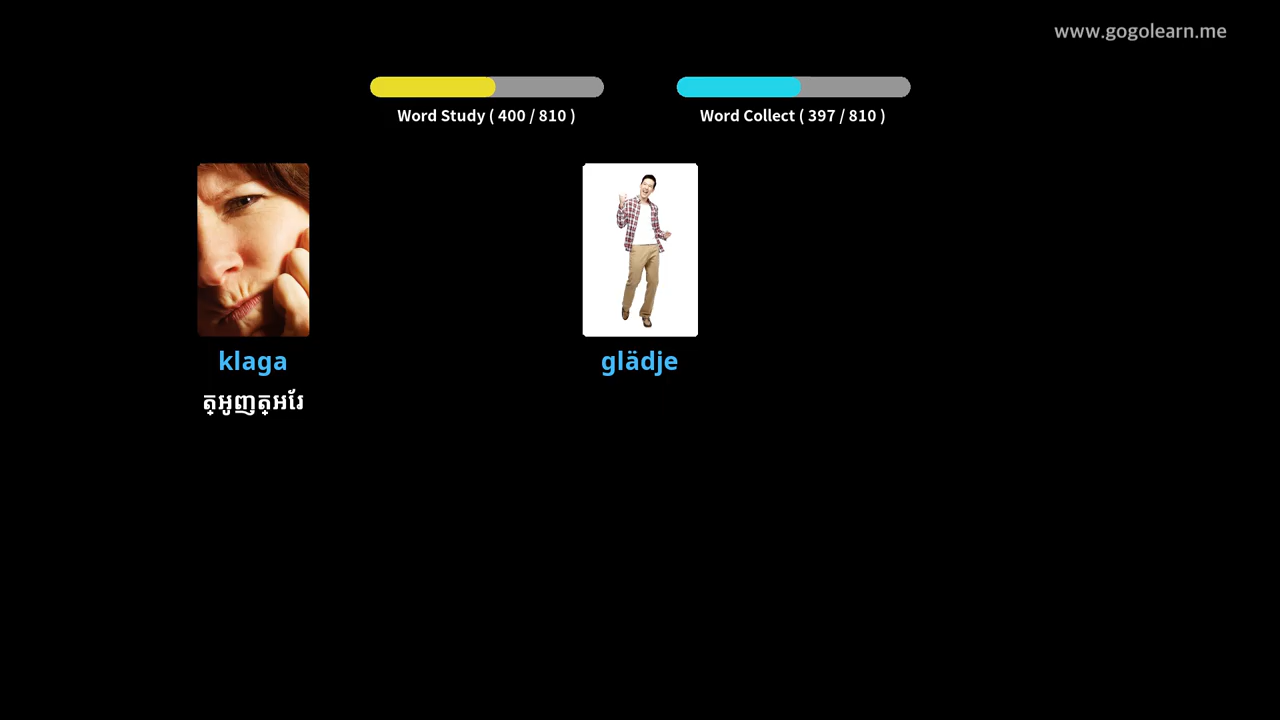 www.gogolearn.me
Word Study ( 400 / 810 )
Word Collect ( 397 / 810 )
klaga
glädje
ត្អូញត្អរែ